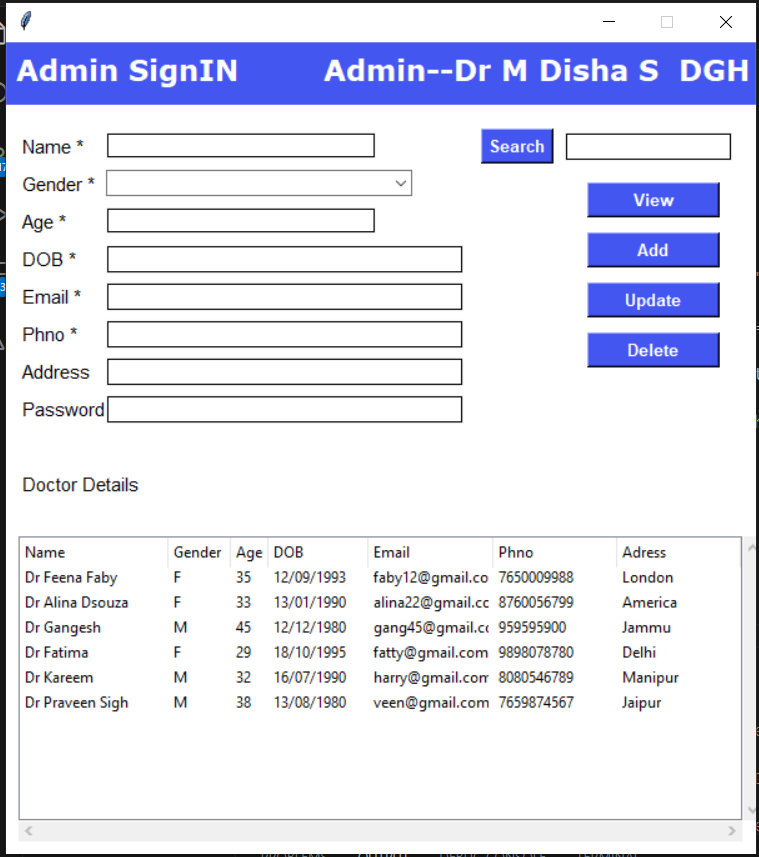 Admin SignIN Admin--Dr M Disha S DGH
Name * Search
Gender *
View
Age *
Add
DOB *
Email * Update
Phno *
Delete
Address
Password
Doctor Details
Name Gender Age DOB Email Phno Adress
Dr Feena Faby F 35 12/09/1993 faby12@gmail.co 7650009988 London
Dr Alina Dsouza F 33 13/01/1990 alina22@gmail.cc 8760056799 America
Dr Gangesh M 45 12/12/1980 gang45@gmail.cc 959595900 Jammu
Dr Fatima F 29 18/10/1995 fatty@gmail.com 9898078780 Delhi
Dr Kareem M 32 16/07/1990 harry@gmail.com 8080546789 Manipur
Dr Praveen Sigh M 38 13/08/1980 veen@gmail.com 7659874567 Jaipur